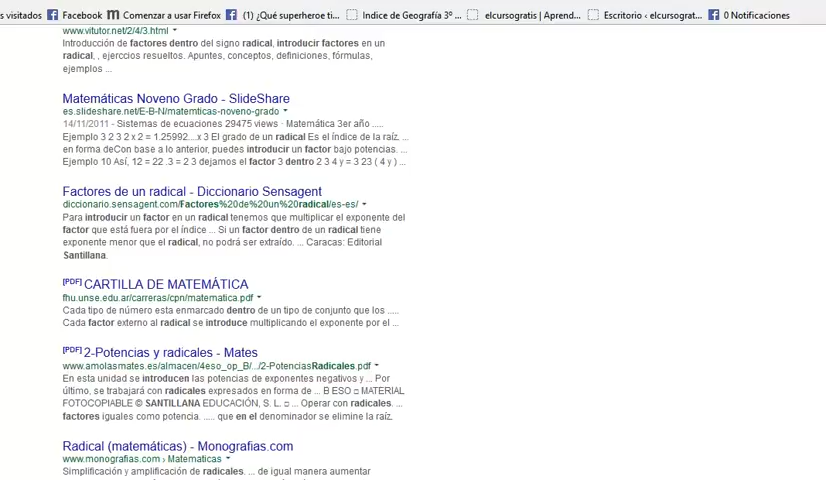 s visitados Facebook Comenzar a usar Firefox (1) ¿Qué superheroe ti... Indice de Geografía 3º ... elcursogratis | Aprend... Escritorio ‹ elcursograt... 0 Notificaciones
www.vitutor.net/2/4/3.html
Introducción de factores dentro del signo radical, introducir factores en un
radical, , ejerccios resueltos. Apuntes, conceptos, definiciones, fórmulas,
ejemplos ...
Matemáticas Noveno Grado - SlideShare
es.slideshare.net/E-B-N/matemticas-noveno-grado
14/11/2011 - Sistemas de ecuaciones 29475 views · Matemática 3er año .....
Ejemplo 3 2 3 2 x 2 = 1.25992....x 3 El grado de un radical Es el índice de la raíz. ...
en forma deCon base a lo anterior, puedes introducir un factor bajo potencias. ...
Ejemplo 10 Así, 12 = 22 .3 = 2 3 dejamos el factor 3 dentro 2 3 4 y = 3 23 ( 4 y ) ...
Factores de un radical - Diccionario Sensagent
diccionario.sensagent.com/Factores%20de%20un%20radical/es-es/
Para introducir un factor en un radical tenemos que multiplicar el exponente del
factor que está fuera por el índice ... Si un factor dentro de un radical tiene
exponente menor que el radical, no podrá ser extraído. ... Caracas: Editorial
Santillana.
[PDF] CARTILLA DE MATEMÁTICA
fhu.unse.edu.ar/carreras/cpn/matematica.pdf
Cada tipo de número esta enmarcado dentro de un tipo de conjunto que los .....
Cada factor externo al radical se introduce multiplicando el exponente por el ...
[PDF] 2-Potencias y radicales - Mates
www.amolasmates.es/almacen/4eso_op_B/.../2-PotenciasRadicales.pdf
En esta unidad se introducen las potencias de exponentes negativos y ... Por
último, se trabajará con radicales expresados en forma de ... B ESO □ MATERIAL
FOTOCOPIABLE © SANTILLANA EDUCACIÓN, S. L. □ ... Operar con radicales. ...
factores iguales como potencia. ..... que en el denominador se elimine la raíz.
Radical (matemáticas) - Monografias.com
www.monografias.com › Matematicas
Simplificación y amplificación de radicales. ... de igual manera aumentar